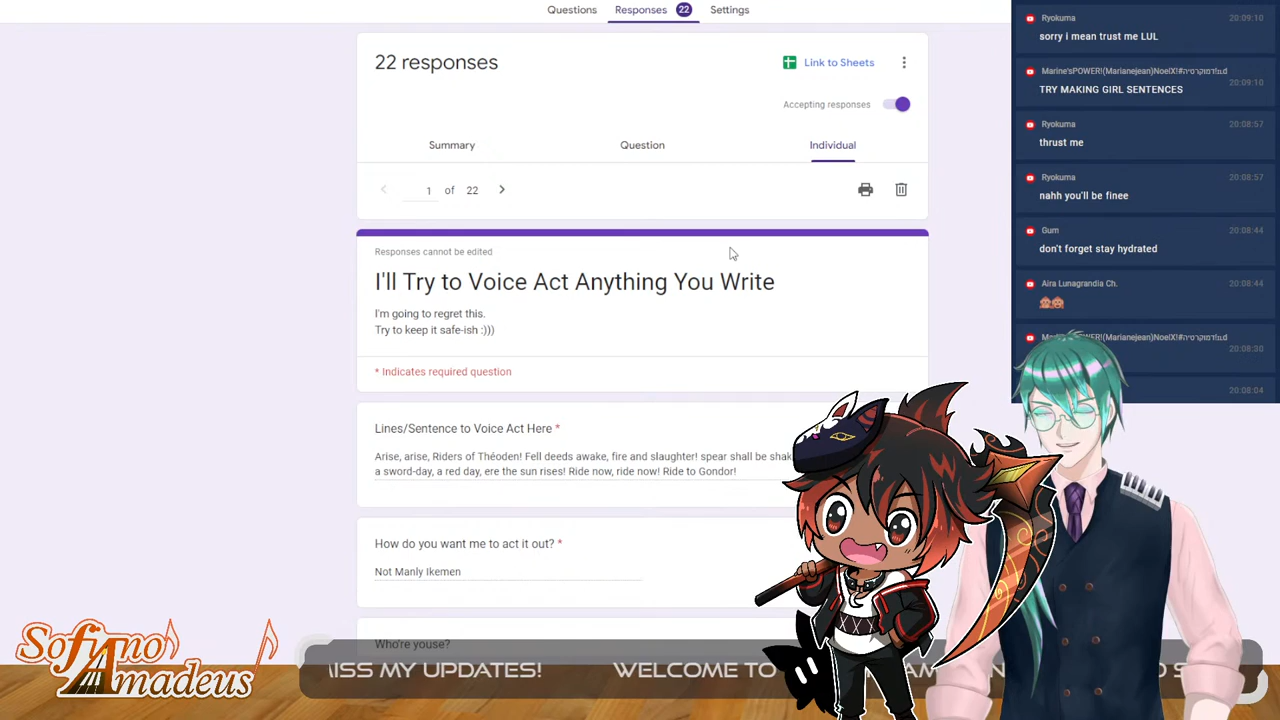 Questions Responses 22 Settings
22 responses
Link to Sheets
Accepting responses
Summary Question Individual
1 of 22
Responses cannot be edited
I'll Try to Voice Act Anything You Write
I'm going to regret this.
Try to keep it safe-ish :)))
* Indicates required question
Lines/Sentence to Voice Act Here *
Arise, arise, Riders of Théoden! Fell deeds awake, fire and slaughter! spear shall be
a sword-day, a red day, ere the sun rises! Ride now, ride now! Ride to Gondor!
How do you want me to act it out? *
Not Manly Ikemen
Who're youse?
Ryokuma 20:09:10
sorry i mean trust me LUL
Marine'sPOWER!(Marianejean)NoelX!#דמוקרטיה!u.d 20:09:10
TRY MAKING GIRL SENTENCES
Ryokuma 20:08:57
thrust me
Ryokuma 20:08:57
nahh you'll be finee
Gum 20:08:44
don't forget stay hydrated
Aira Lunagrandia Ch. 20:08:44
20:08:30
20:08:04
Sofiano
Amadeus
MISS MY UPDATES! WELCOME TO